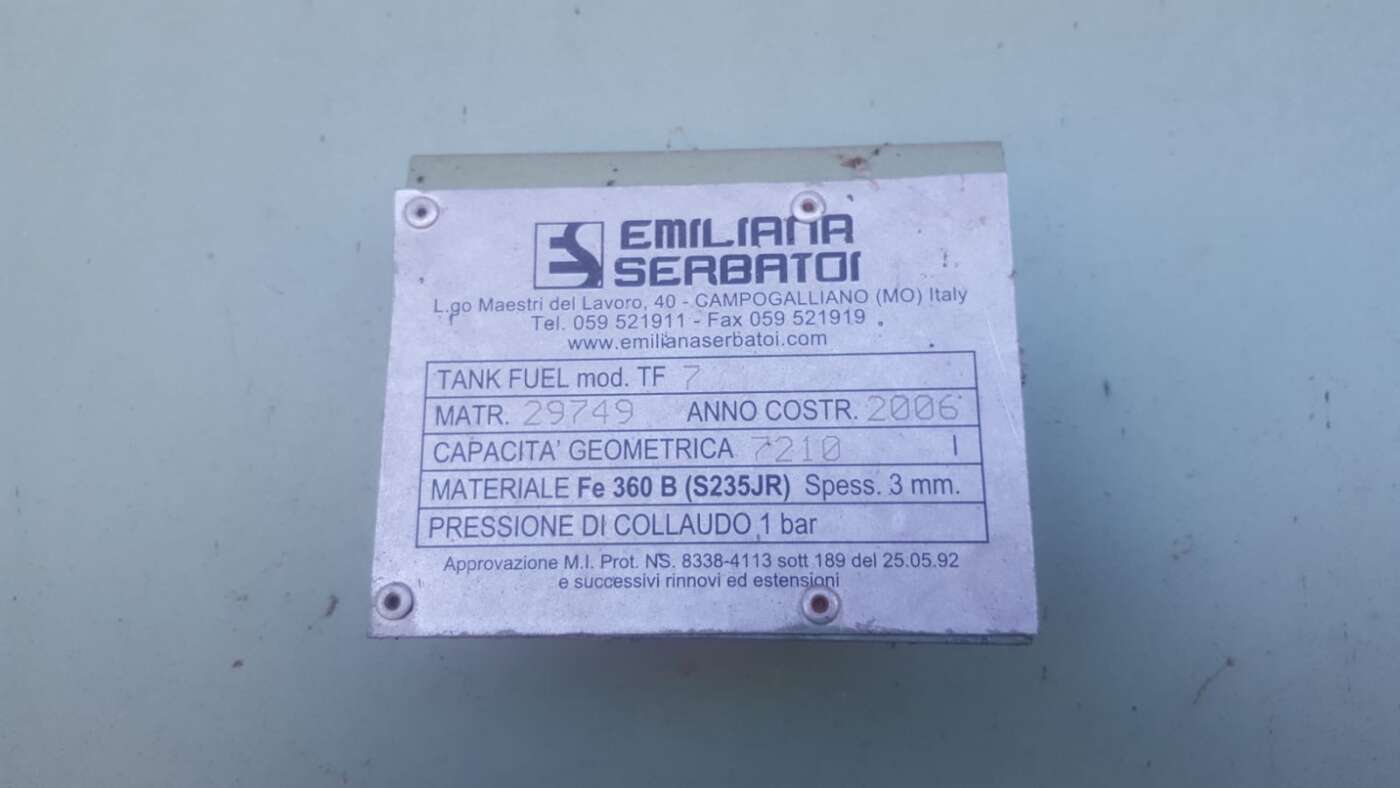 EMILIANA
SERBATOI
L.go Maestri del Lavoro, 40 - CAMPOGALLIANO (MO) Italy
Tel. 059 521911 - Fax 059 521919
www.emilianaserbatoi.com
TANK FUEL mod. TF 7
MATR. 29749 ANNO COSTR. 2006
CAPACITA' GEOMETRICA 7210 l
MATERIALE Fe 360 B (S235JR) Spess. 3 mm.
PRESSIONE DI COLLAUDO 1 bar
Approvazione M.I. Prot. NS. 8338-4113 sott 189 del 25.05.92
e successivi rinnovi ed estensioni